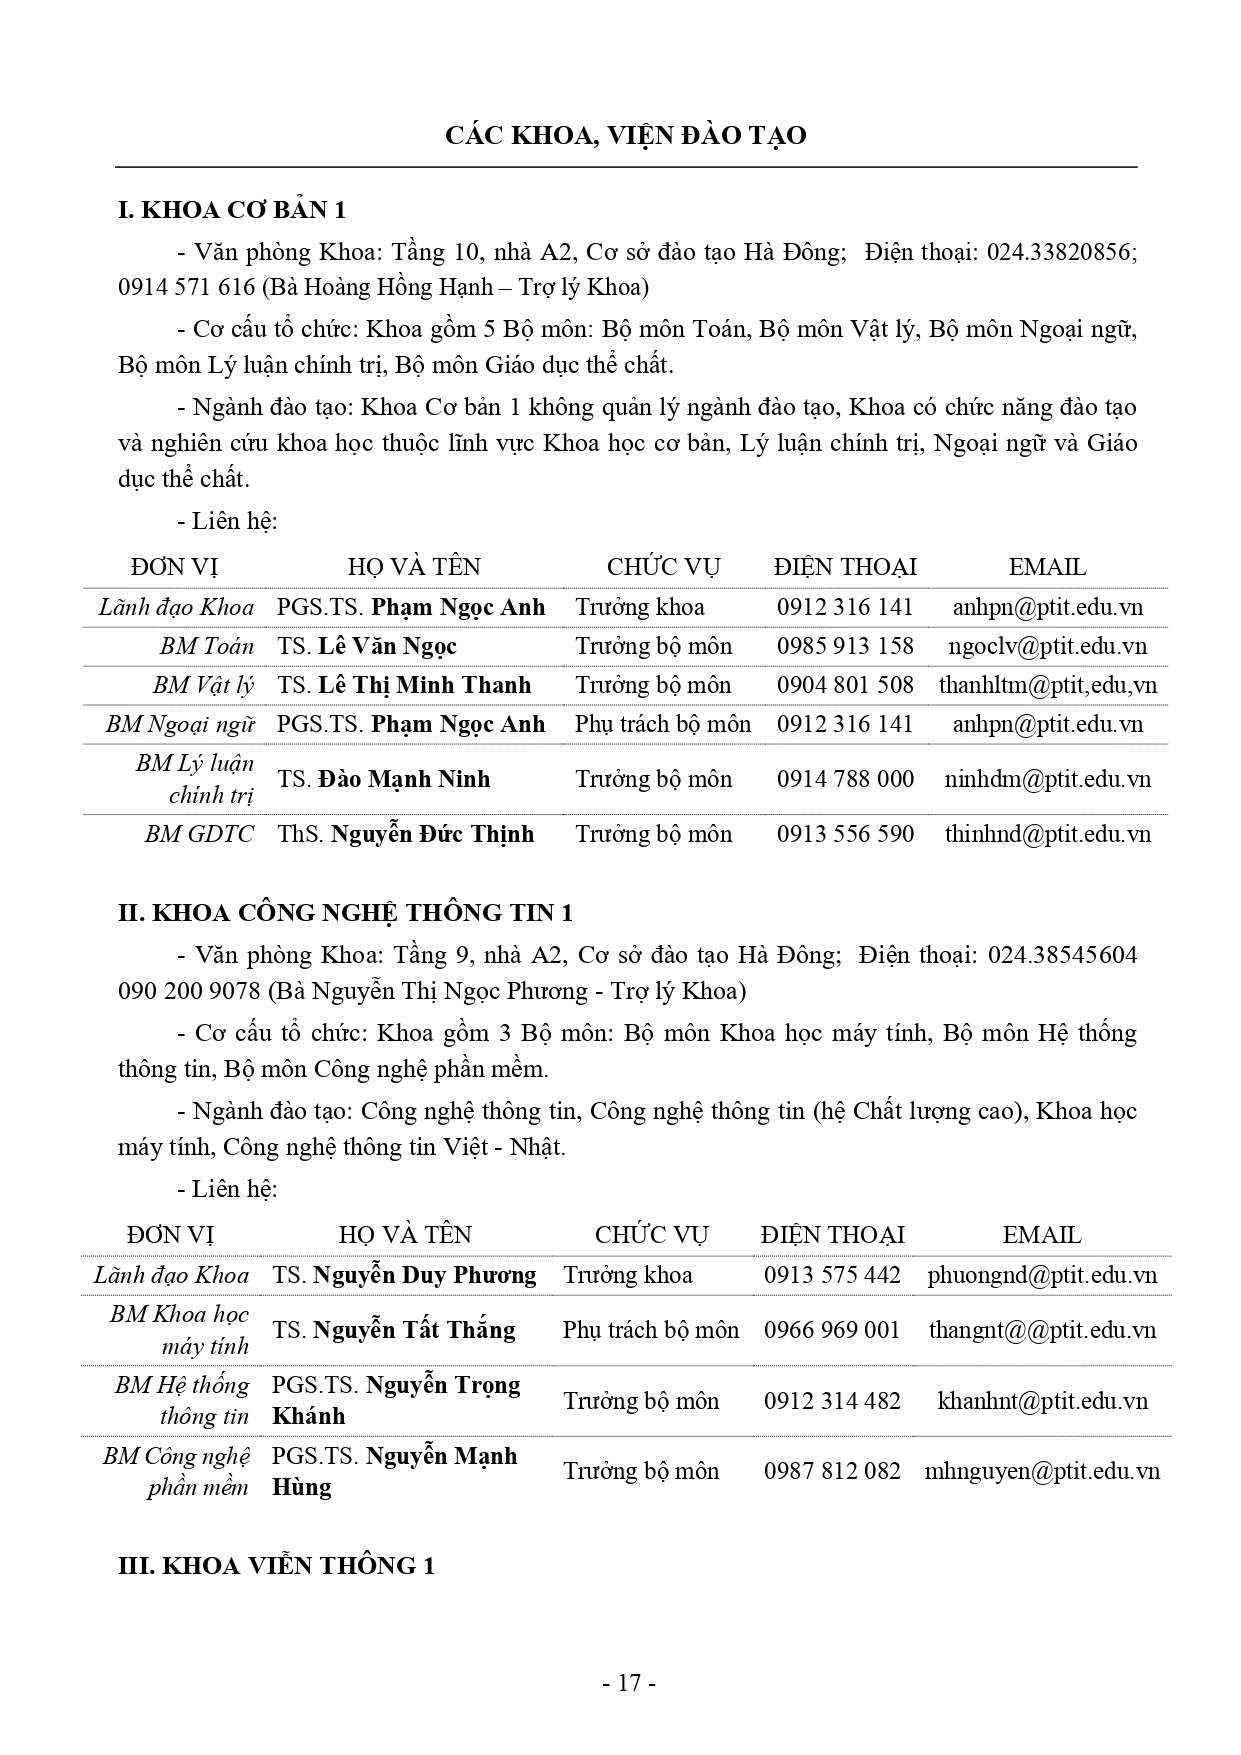 CÁC KHOA, VIỆN ĐÀO TẠO
I. KHOA CƠ BẢN 1
- Văn phòng Khoa: Tầng 10, nhà A2, Cơ sở đào tạo Hà Đông; Điện thoại: 024.33820856;
0914 571 616 (Bà Hoàng Hồng Hạnh – Trợ lý Khoa)
- Cơ cấu tổ chức: Khoa gồm 5 Bộ môn: Bộ môn Toán, Bộ môn Vật lý, Bộ môn Ngoại ngữ,
Bộ môn Lý luận chính trị, Bộ môn Giáo dục thể chất.
- Ngành đào tạo: Khoa Cơ bản 1 không quản lý ngành đào tạo, Khoa có chức năng đào tạo
và nghiên cứu khoa học thuộc lĩnh vực Khoa học cơ bản, Lý luận chính trị, Ngoại ngữ và Giáo
dục thể chất.
- Liên hệ:
ĐƠN VỊ HỌ VÀ TÊN CHỨC VỤ ĐIỆN THOẠI EMAIL
Lãnh đạo Khoa PGS.TS. Phạm Ngọc Anh Trưởng khoa 0912 316 141 anhpn@ptit.edu.vn
BM Toán TS. Lê Văn Ngọc Trưởng bộ môn 0985 913 158 ngoclv@ptit.edu.vn
BM Vật lý TS. Lê Thị Minh Thanh Trưởng bộ môn 0904 801 508 thanhltm@ptit,edu,vn
BM Ngoại ngữ PGS.TS. Phạm Ngọc Anh Phụ trách bộ môn 0912 316 141 anhpn@ptit.edu.vn
BM Lý luận
chính trị TS. Đào Mạnh Ninh Trưởng bộ môn 0914 788 000 ninhdm@ptit.edu.vn
BM GDTC ThS. Nguyễn Đức Thịnh Trưởng bộ môn 0913 556 590 thinhnd@ptit.edu.vn
II. KHOA CÔNG NGHỆ THÔNG TIN 1
- Văn phòng Khoa: Tầng 9, nhà A2, Cơ sở đào tạo Hà Đông; Điện thoại: 024.38545604
090 200 9078 (Bà Nguyễn Thị Ngọc Phương - Trợ lý Khoa)
- Cơ cấu tổ chức: Khoa gồm 3 Bộ môn: Bộ môn Khoa học máy tính, Bộ môn Hệ thống
thông tin, Bộ môn Công nghệ phần mềm.
- Ngành đào tạo: Công nghệ thông tin, Công nghệ thông tin (hệ Chất lượng cao), Khoa học
máy tính, Công nghệ thông tin Việt - Nhật.
- Liên hệ:
ĐƠN VỊ HỌ VÀ TÊN CHỨC VỤ ĐIỆN THOẠI EMAIL
Lãnh đạo Khoa TS. Nguyễn Duy Phương Trưởng khoa 0913 575 442 phuongnd@ptit.edu.vn
BM Khoa học
máy tính TS. Nguyễn Tất Thắng Phụ trách bộ môn 0966 969 001 thangnt@@ptit.edu.vn
BM Hệ thống PGS.TS. Nguyễn Trọng
thông tin Khánh Trưởng bộ môn 0912 314 482 khanhnt@ptit.edu.vn
BM Công nghệ PGS.TS. Nguyễn Mạnh
phần mềm Hùng Trưởng bộ môn 0987 812 082 mhnguyen@ptit.edu.vn
III. KHOA VIỄN THÔNG 1
- 17 -